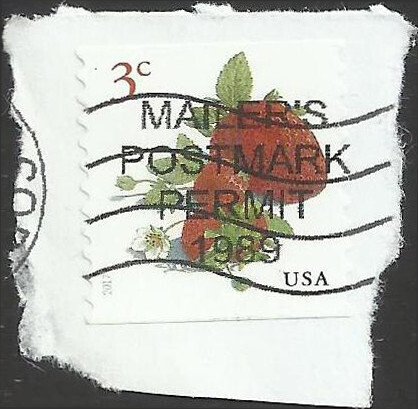 3c
MAILER'S
POSTMARK
PERMIT
1989
USA